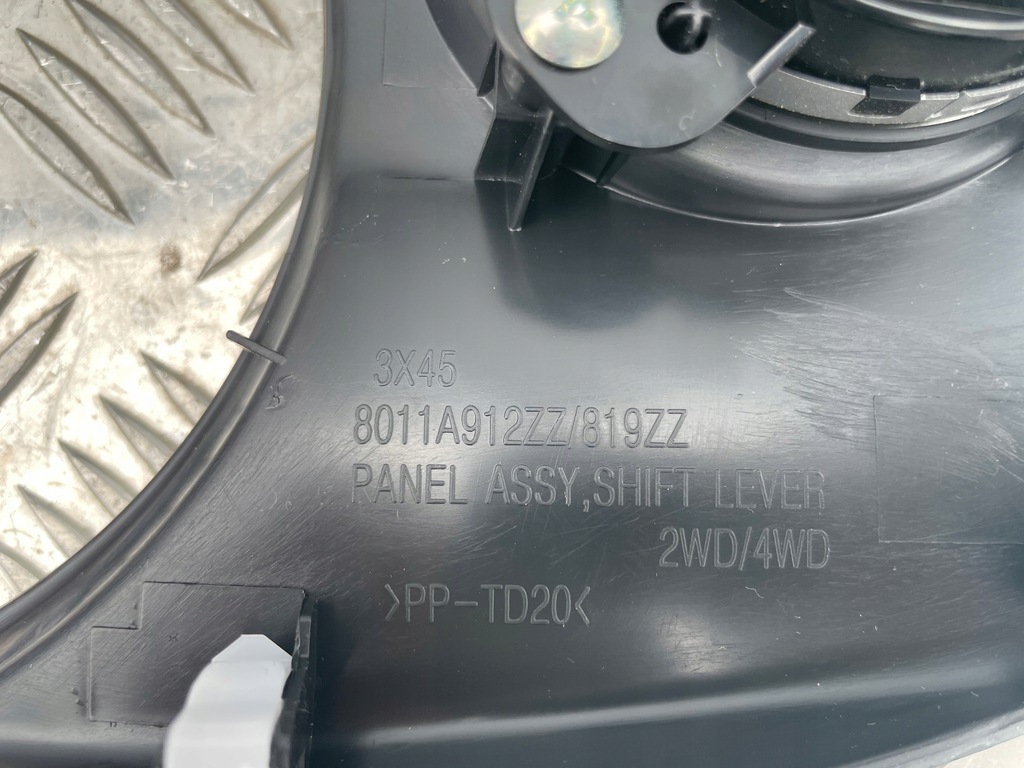 3X45
8011A912ZZ/819ZZ
PANEL ASSY,SHIFT LEVER
2WD/4WD
>PP-TD20<